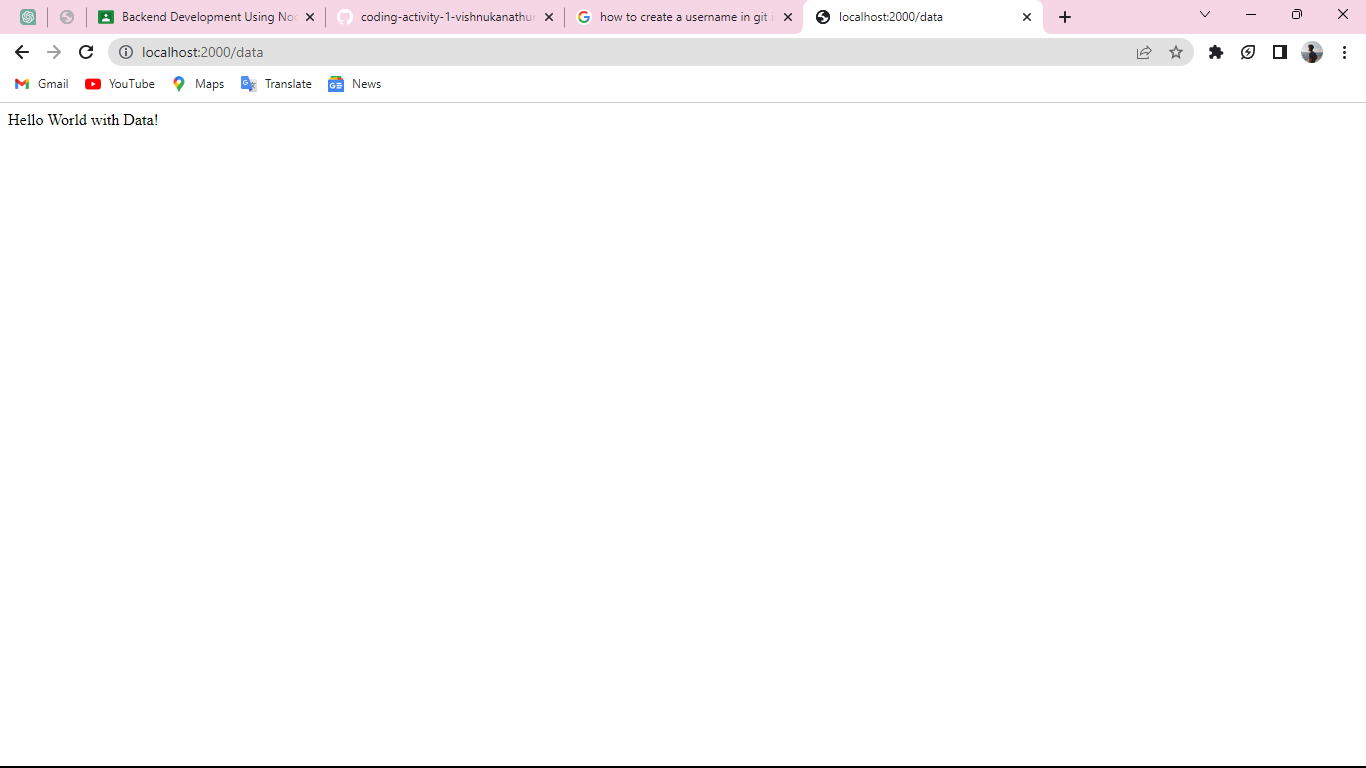 Backend Development Using No
coding-activity-1-vishnukanathu
how to create a username in git i
localhost:2000/data
localhost:2000/data
Gmail YouTube Maps Translate News
Hello World with Data!